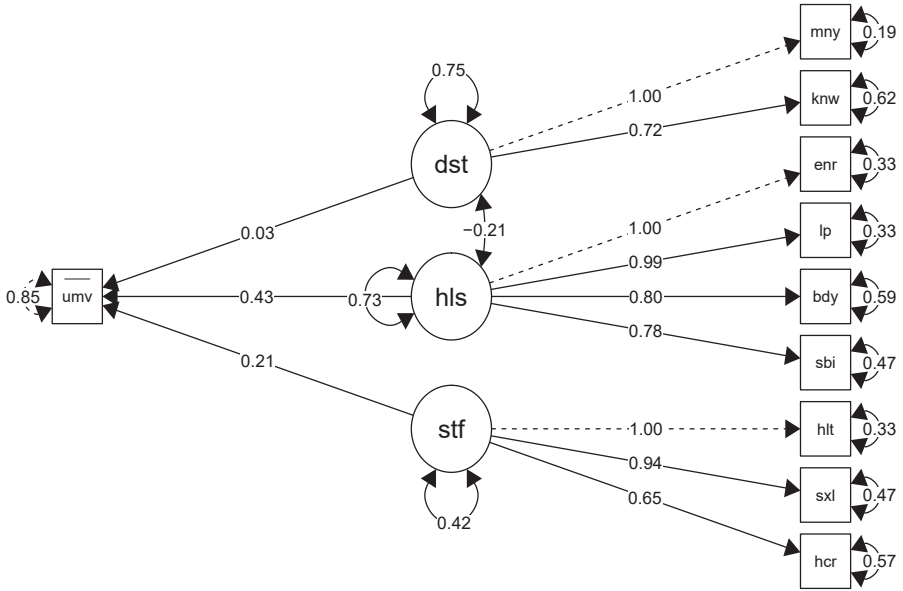 mny 0.19
0.75
1.00
knw 0.62
0.72
dst
enr 0.33
0.03
−0.21
1.00
lp 0.33
0.99
0.85 umv 0.43 0.73 hls 0.80 bdy 0.59
0.78
0.21
sbi 0.47
stf 1.00 hlt 0.33
0.94
sxl 0.47
0.65
0.42
hcr 0.57